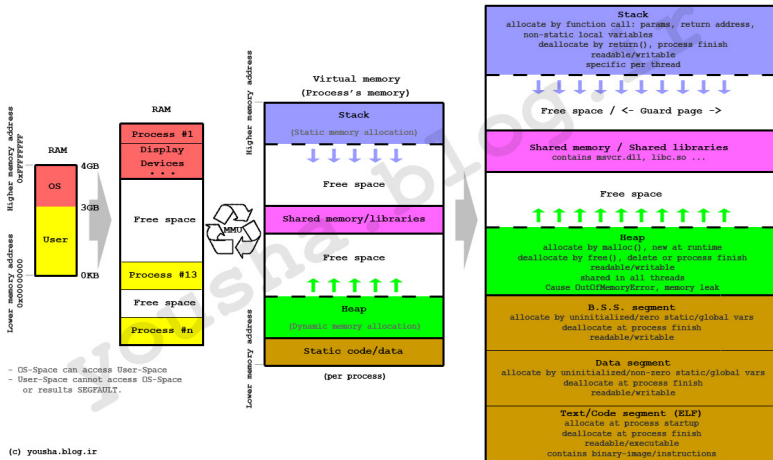 RAM
4GB
OS
3GB
User
0KB
Higher memory address
0xFFFFFFFF
Lower memory address
0x00000000
- OS-Space can access User-Space
- User-Space cannot access OS-Space
or results SEGFAULT.
(c) yousha.blog.ir
RAM
Process #1
Display
Devices
...
Free space
Process #13
Free space
Process #n
MMU
Virtual memory
(Process's memory)
Higher memory address
Lower memory address
Stack
(Static memory allocation)
Free space
Shared memory/libraries
Free space
Heap
(Dynamic memory allocation)
Static code/data
(per process)
Stack
allocate by function call: params, return address,
non-static local variables
deallocate by return(), process finish
readable/writable
specific per thread
Free space / <- Guard page ->
Shared memory / Shared libraries
contains msvcr.dll, libc.so ...
Free space
Heap
allocate by malloc(), new at runtime
deallocate by free(), delete or process finish
readable/writable
shared in all threads
Cause OutOfMemoryError, memory leak
B.S.S. segment
allocate by uninitialized/zero static/global vars
deallocate at process finish
readable/writable
Data segment
allocate by uninitialized/non-zero static/global vars
deallocate at process finish
readable/writable
Text/Code segment (ELF)
allocate at process startup
deallocate at process finish
readable/executable
contains binary-image/instructions
yousha.blog.ir